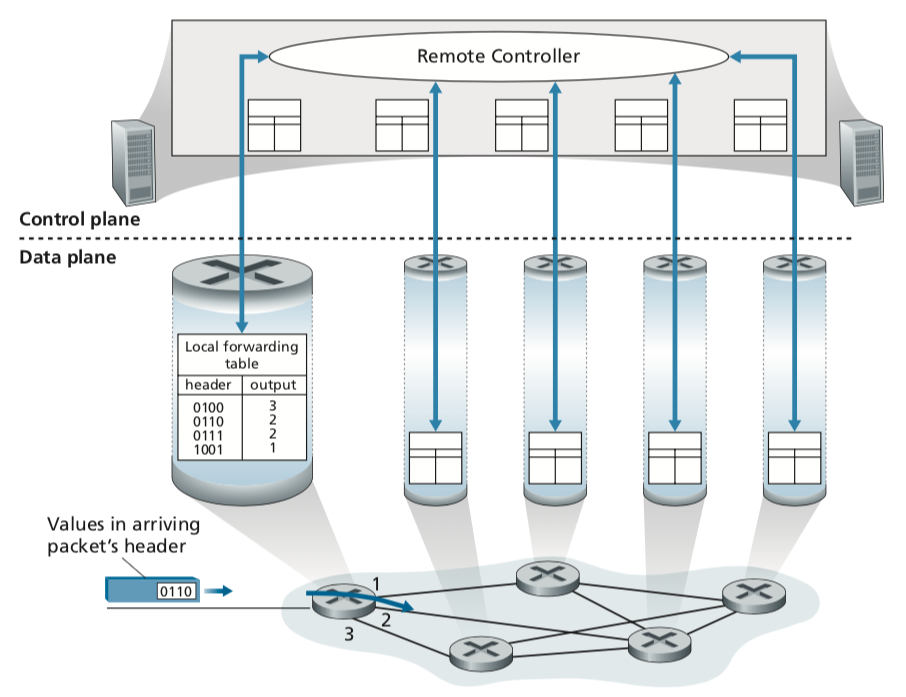 Remote Controller
Control plane
Data plane
Local forwarding
table
header output
0100 3
0110 2
0111 2
1001 1
Values in arriving
packet’s header
0110
1
2
3